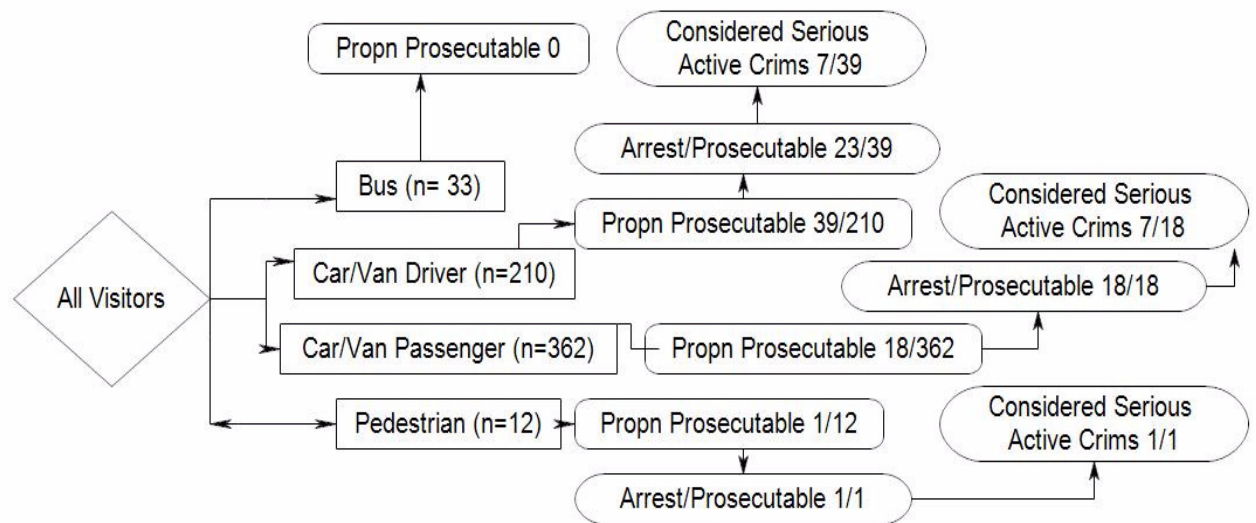 Propn Prosecutable 0
Considered Serious
Active Crims 7/39
Arrest/Prosecutable 23/39
Bus (n= 33)
Propn Prosecutable 39/210
Considered Serious
Active Crims 7/18
Car/Van Driver (n=210)
Arrest/Prosecutable 18/18
All Visitors
Car/Van Passenger (n=362)
Propn Prosecutable 18/362
Pedestrian (n=12)
Propn Prosecutable 1/12
Considered Serious
Active Crims 1/1
Arrest/Prosecutable 1/1